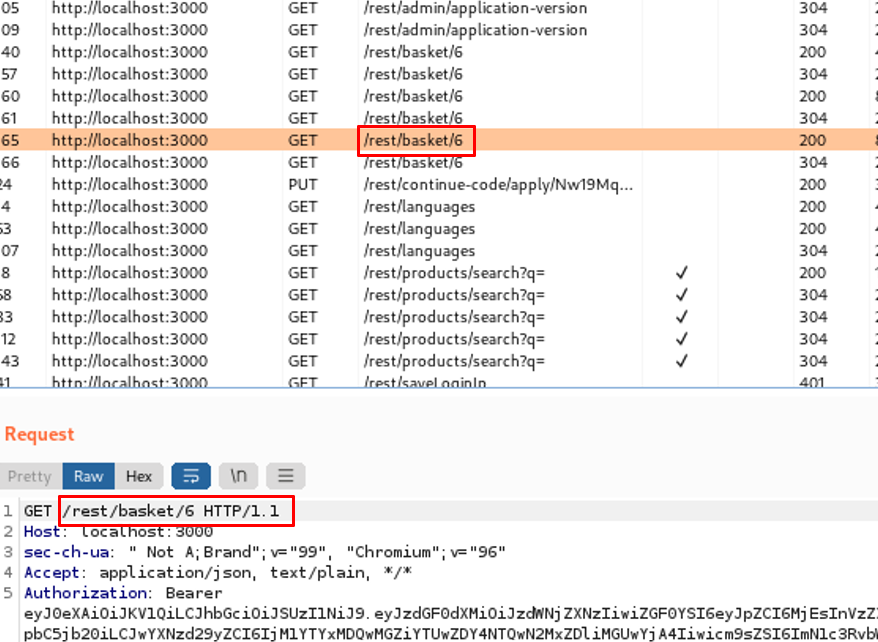 05 http://localhost:3000 GET /rest/admin/application-version 304
09 http://localhost:3000 GET /rest/admin/application-version 304
40 http://localhost:3000 GET /rest/basket/6 200
57 http://localhost:3000 GET /rest/basket/6 304
60 http://localhost:3000 GET /rest/basket/6 200
61 http://localhost:3000 GET /rest/basket/6 304
65 http://localhost:3000 GET /rest/basket/6 200
66 http://localhost:3000 GET /rest/basket/6 304
24 http://localhost:3000 PUT /rest/continue-code/apply/Nw19Mq... 200
4 http://localhost:3000 GET /rest/languages 200
53 http://localhost:3000 GET /rest/languages 200
07 http://localhost:3000 GET /rest/languages 304
8 http://localhost:3000 GET /rest/products/search?q= ✓ 200
58 http://localhost:3000 GET /rest/products/search?q= ✓ 304
33 http://localhost:3000 GET /rest/products/search?q= ✓ 304
12 http://localhost:3000 GET /rest/products/search?q= ✓ 304
43 http://localhost:3000 GET /rest/products/search?q= ✓ 304
41 http://localhost:3000 GET /rest/saveLoginIp 401
Request
Pretty Raw Hex \n
1 GET /rest/basket/6 HTTP/1.1
2 Host: localhost:3000
3 sec-ch-ua: " Not A;Brand";v="99", "Chromium";v="96"
4 Accept: application/json, text/plain, */*
5 Authorization: Bearer